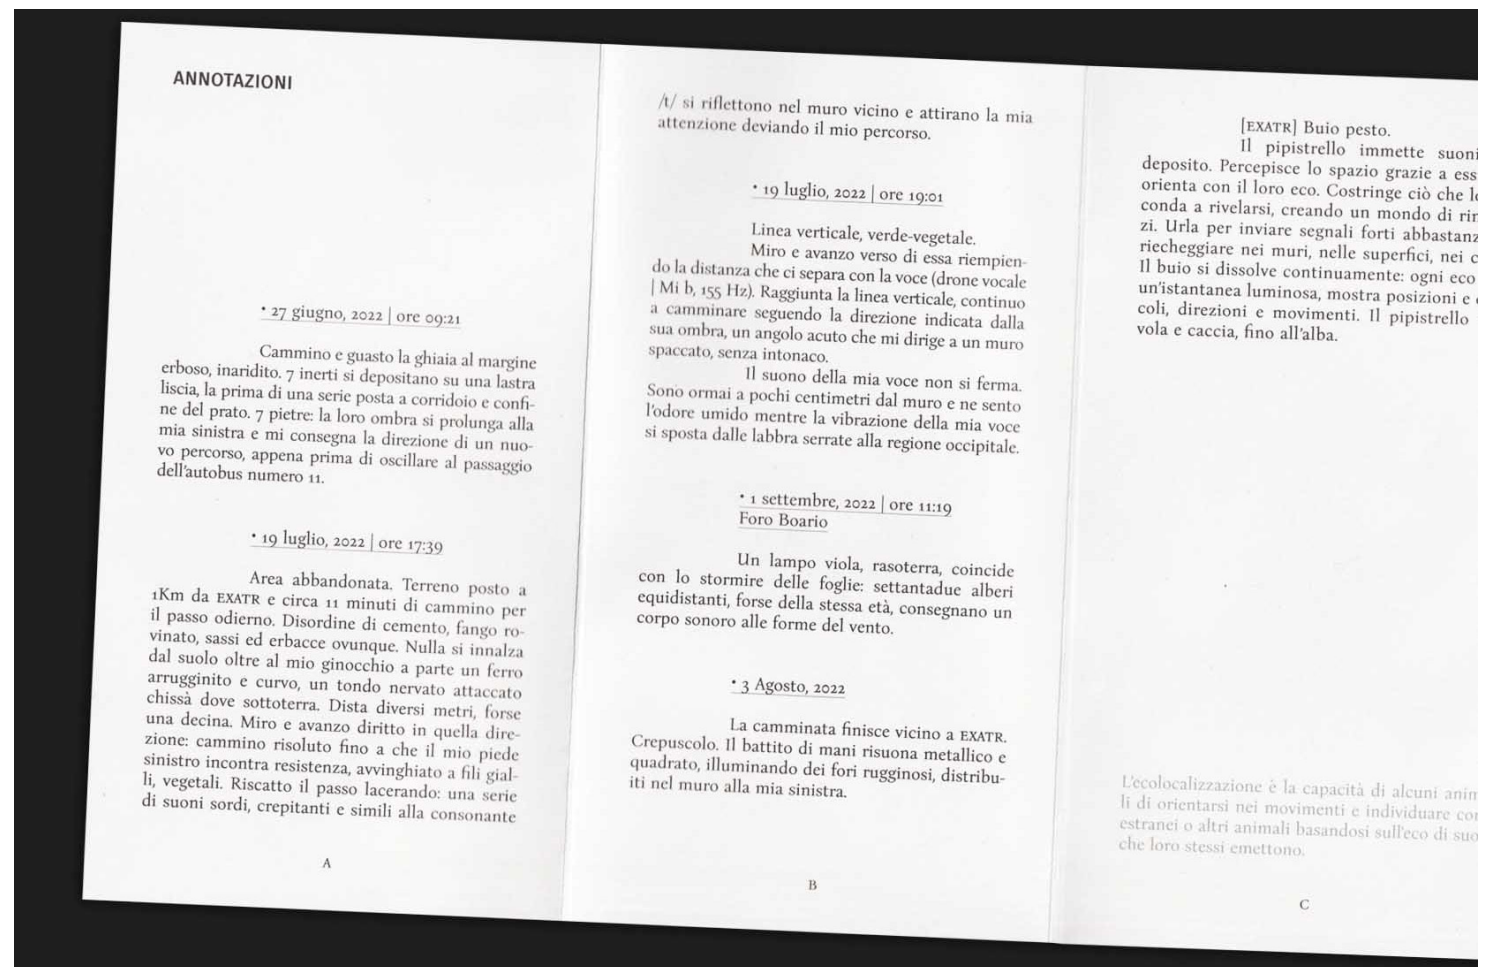 ANNOTAZIONI
• 27 giugno, 2022 | ore 09:21
Cammino e guasto la ghiaia al margine
erboso, inaridito. 7 inerti si depositano su una lastra
liscia, la prima di una serie posta a corridoio e confi-
ne del prato. 7 pietre: la loro ombra si prolunga alla
mia sinistra e mi consegna la direzione di un nuo-
vo percorso, appena prima di oscillare al passaggio
dell'autobus numero 11.
• 19 luglio, 2022 | ore 17:39
Area abbandonata. Terreno posto a
1Km da EXATR e circa 11 minuti di cammino per
il passo odierno. Disordine di cemento, fango ro-
vinato, sassi ed erbacce ovunque. Nulla si innalza
dal suolo oltre al mio ginocchio a parte un ferro
arrugginito e curvo, un tondo nervato attaccato
chissà dove sottoterra. Dista diversi metri, forse
una decina. Miro e avanzo diritto in quella dire-
zione: cammino risoluto fino a che il mio piede
sinistro incontra resistenza, avvinghiato a fili gial-
li, vegetali. Riscatto il passo lacerando: una serie
di suoni sordi, crepitanti e simili alla consonante
A
/t/ si riflettono nel muro vicino e attirano la mia
attenzione deviando il mio percorso.
• 19 luglio, 2022 | ore 19:01
Linea verticale, verde-vegetale.
Miro e avanzo verso di essa riempien-
do la distanza che ci separa con la voce (drone vocale
| Mi b, 155 Hz). Raggiunta la linea verticale, continuo
a camminare seguendo la direzione indicata dalla
sua ombra, un angolo acuto che mi dirige a un muro
spaccato, senza intonaco.
Il suono della mia voce non si ferma.
Sono ormai a pochi centimetri dal muro e ne sento
l'odore umido mentre la vibrazione della mia voce
si sposta dalle labbra serrate alla regione occipitale.
• 1 settembre, 2022 | ore 11:19
Foro Boario
Un lampo viola, rasoterra, coincide
con lo stormire delle foglie: settantadue alberi
equidistanti, forse della stessa età, consegnano un
corpo sonoro alle forme del vento.
• 3 Agosto, 2022
La camminata finisce vicino a EXATR.
Crepuscolo. Il battito di mani risuona metallico e
quadrato, illuminando dei fori rugginosi, distribu-
iti nel muro alla mia sinistra.
B
[EXATR] Buio pesto.
Il pipistrello immette suoni
deposito. Percepisce lo spazio grazie a ess
orienta con il loro eco. Costringe ciò che
conda a rivelarsi, creando un mondo di
zi. Urla per inviare segnali forti abbastanz
riecheggiare nei muri, nelle superfici, nei
Il buio si dissolve continuamente: ogni eco
un'istantanea luminosa, mostra posizioni e
coli, direzioni e movimenti. Il pipistrello
vola e caccia, fino all'alba.
L'ecolocalizzazione è la capacità di alcuni anim
li di orientarsi nei movimenti e individuare
estranei o altri animali basandosi sull'eco di suo
che loro stessi emettono.
C